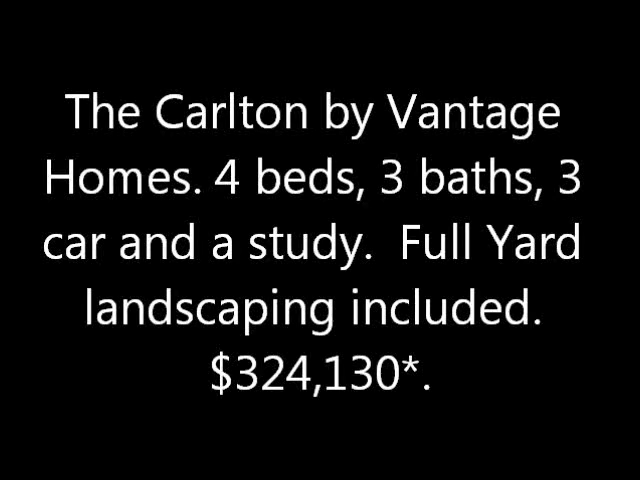 The Carlton by Vantage
Homes. 4 beds, 3 baths, 3
car and a study.  Full Yard
landscaping included.
$324,130*.